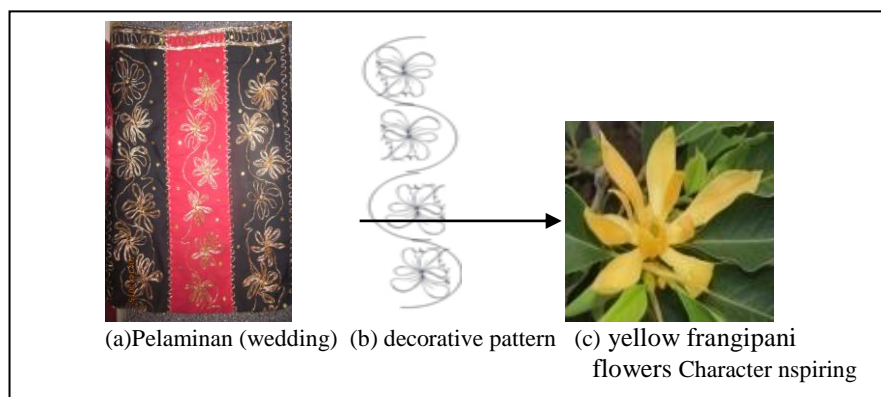 (a)Pelaminan (wedding) (b) decorative pattern (c) yellow frangipani
flowers Character nspiring